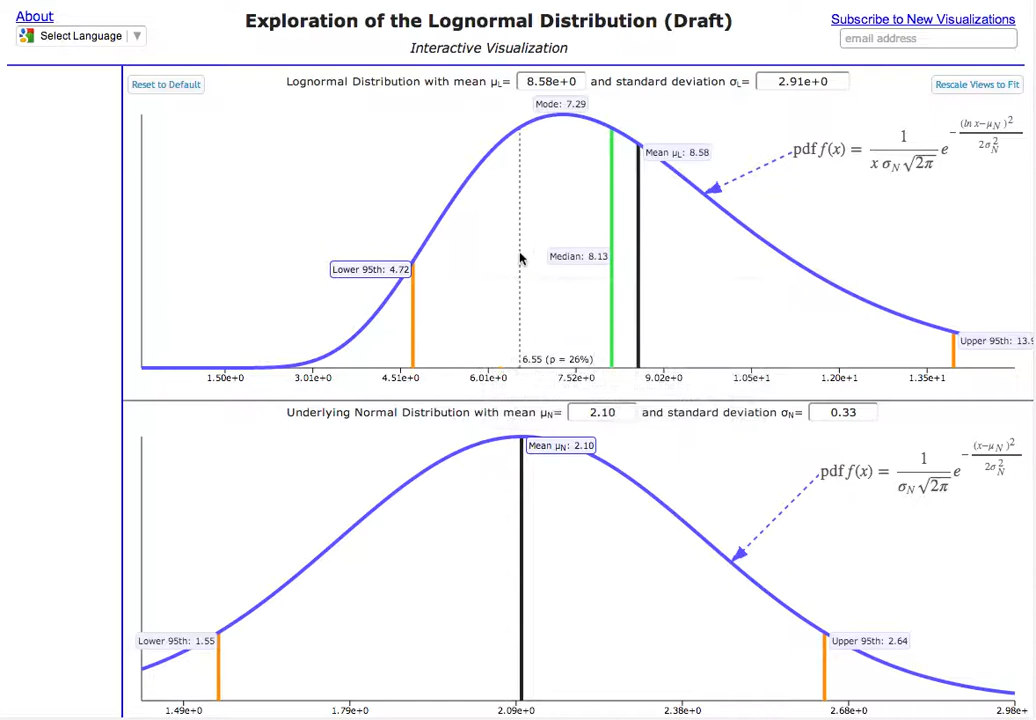 About
Exploration of the Lognormal Distribution (Draft)
Subscribe to New Visualizations
Select Language ▼
Interactive Visualization
email address
Reset to Default
Lognormal Distribution with mean μL= 8.58e+0 and standard deviation σL= 2.91e+0
Rescale Views to Fit
Mode: 7.29
Mean μL: 8.58
pdf f(x) = 1 / (x σN √2π) e^(−(ln x−μN)² / 2σN²)
Median: 8.13
Lower 95th: 4.72
Upper 95th: 13.9
6.55 (p = 26%)
1.50e+0 3.01e+0 4.51e+0 6.01e+0 7.52e+0 9.02e+0 1.05e+1 1.20e+1 1.35e+1
Underlying Normal Distribution with mean μN= 2.10 and standard deviation σN= 0.33
Mean μN: 2.10
pdf f(x) = 1 / (σN √2π) e^(−(x−μN)² / 2σN²)
Lower 95th: 1.55
Upper 95th: 2.64
1.49e+0 1.79e+0 2.09e+0 2.38e+0 2.68e+0 2.98e+0